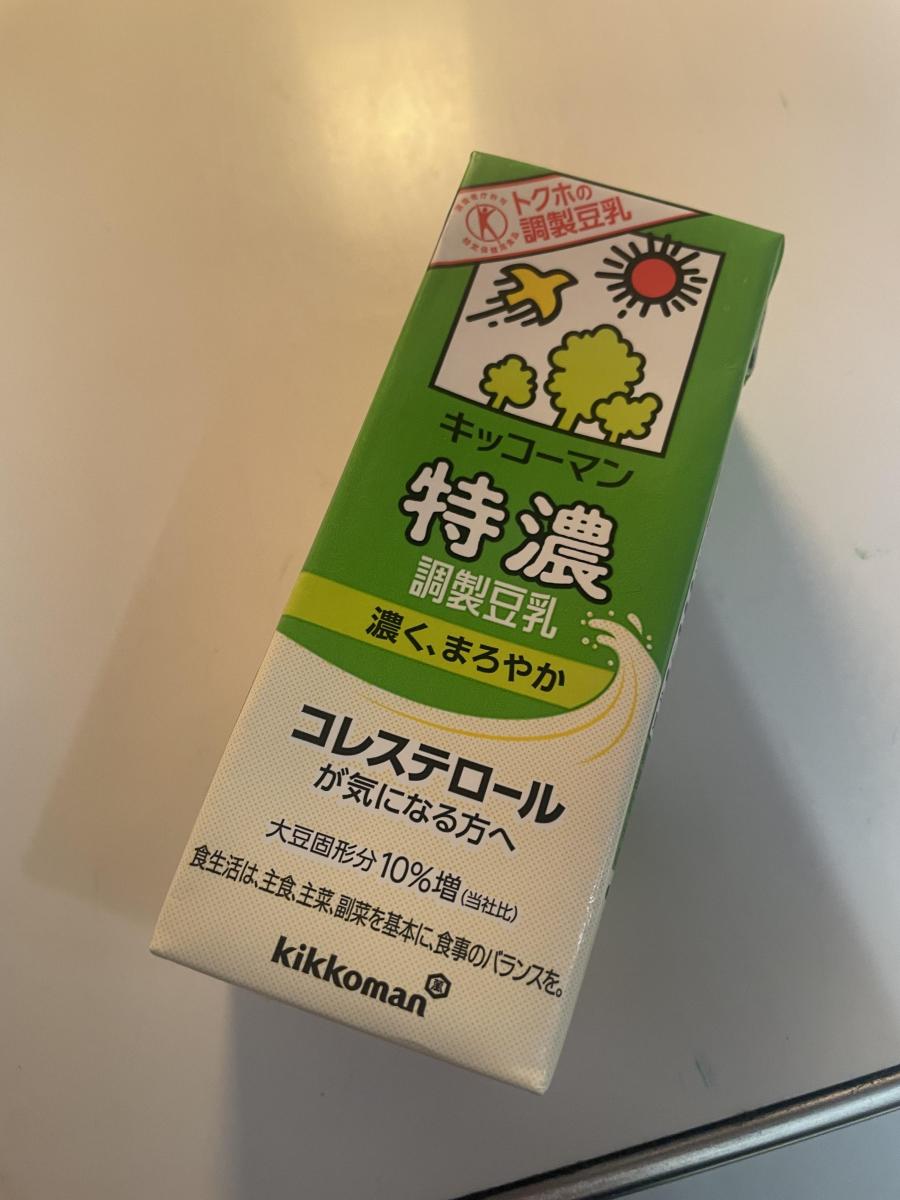 トクホの
調製豆乳
キッコーマン
特濃
調製豆乳
濃く、まろやか
コレステロール
が気になる方へ
大豆固形分10%増(当社比)
食生活は、主食、主菜、副菜を基本に、食事のバランスを。
kikkoman